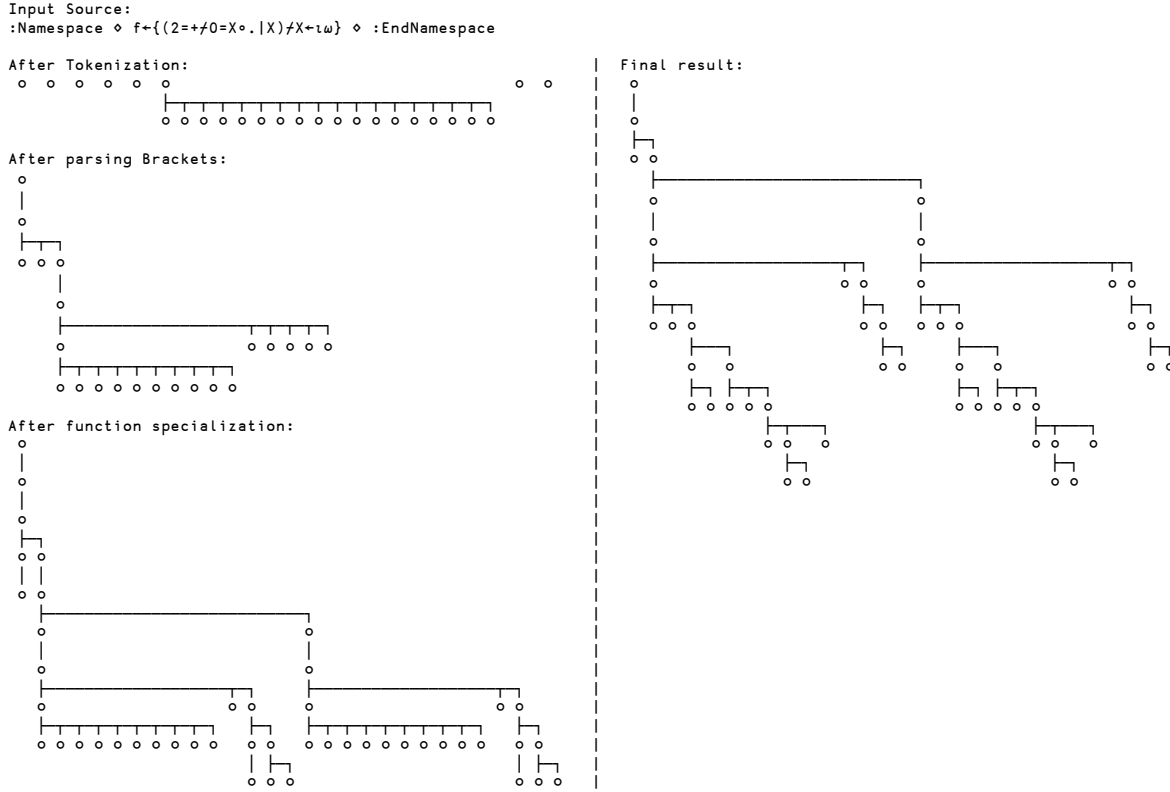 Input Source:
:Namespace ⋄ f←{(2=+⌿0=X∘.|X)⌿X←⍳⍵} ⋄ :EndNamespace
After Tokenization:
After parsing Brackets:
After function specialization:
Final result: